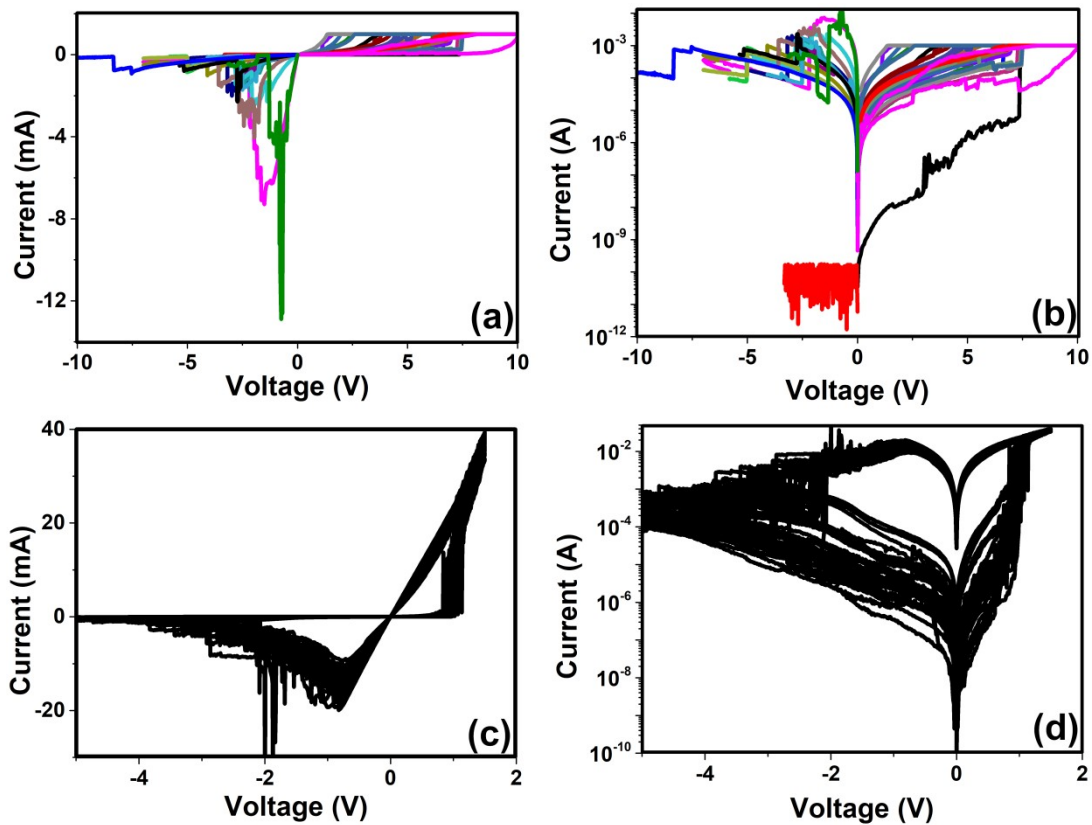 0
-4
-8
-12
Current (mA)
-10 -5 0 5 10
Voltage (V)
(a)
10-3
10-6
10-9
10-12
Current (A)
-10 -5 0 5 10
Voltage (V)
(b)
40
20
0
-20
Current (mA)
-4 -2 0 2
Voltage (V)
(c)
10-2
10-4
10-6
10-8
10-10
Current (A)
-4 -2 0 2
Voltage (V)
(d)